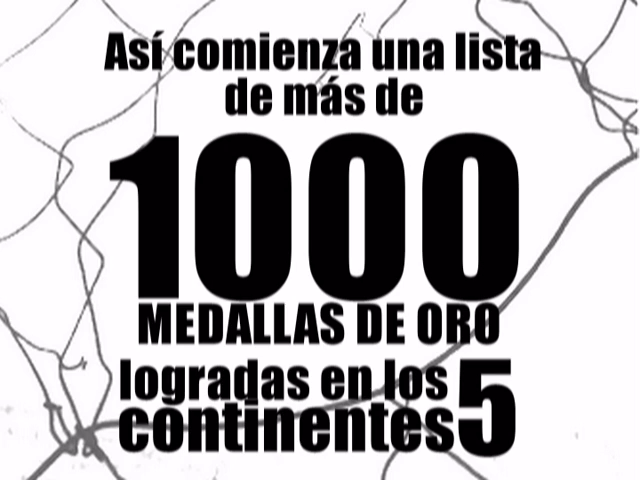 Así comienza una lista
de más de
1000
MEDALLAS DE ORO
logradas en los
continentes 5